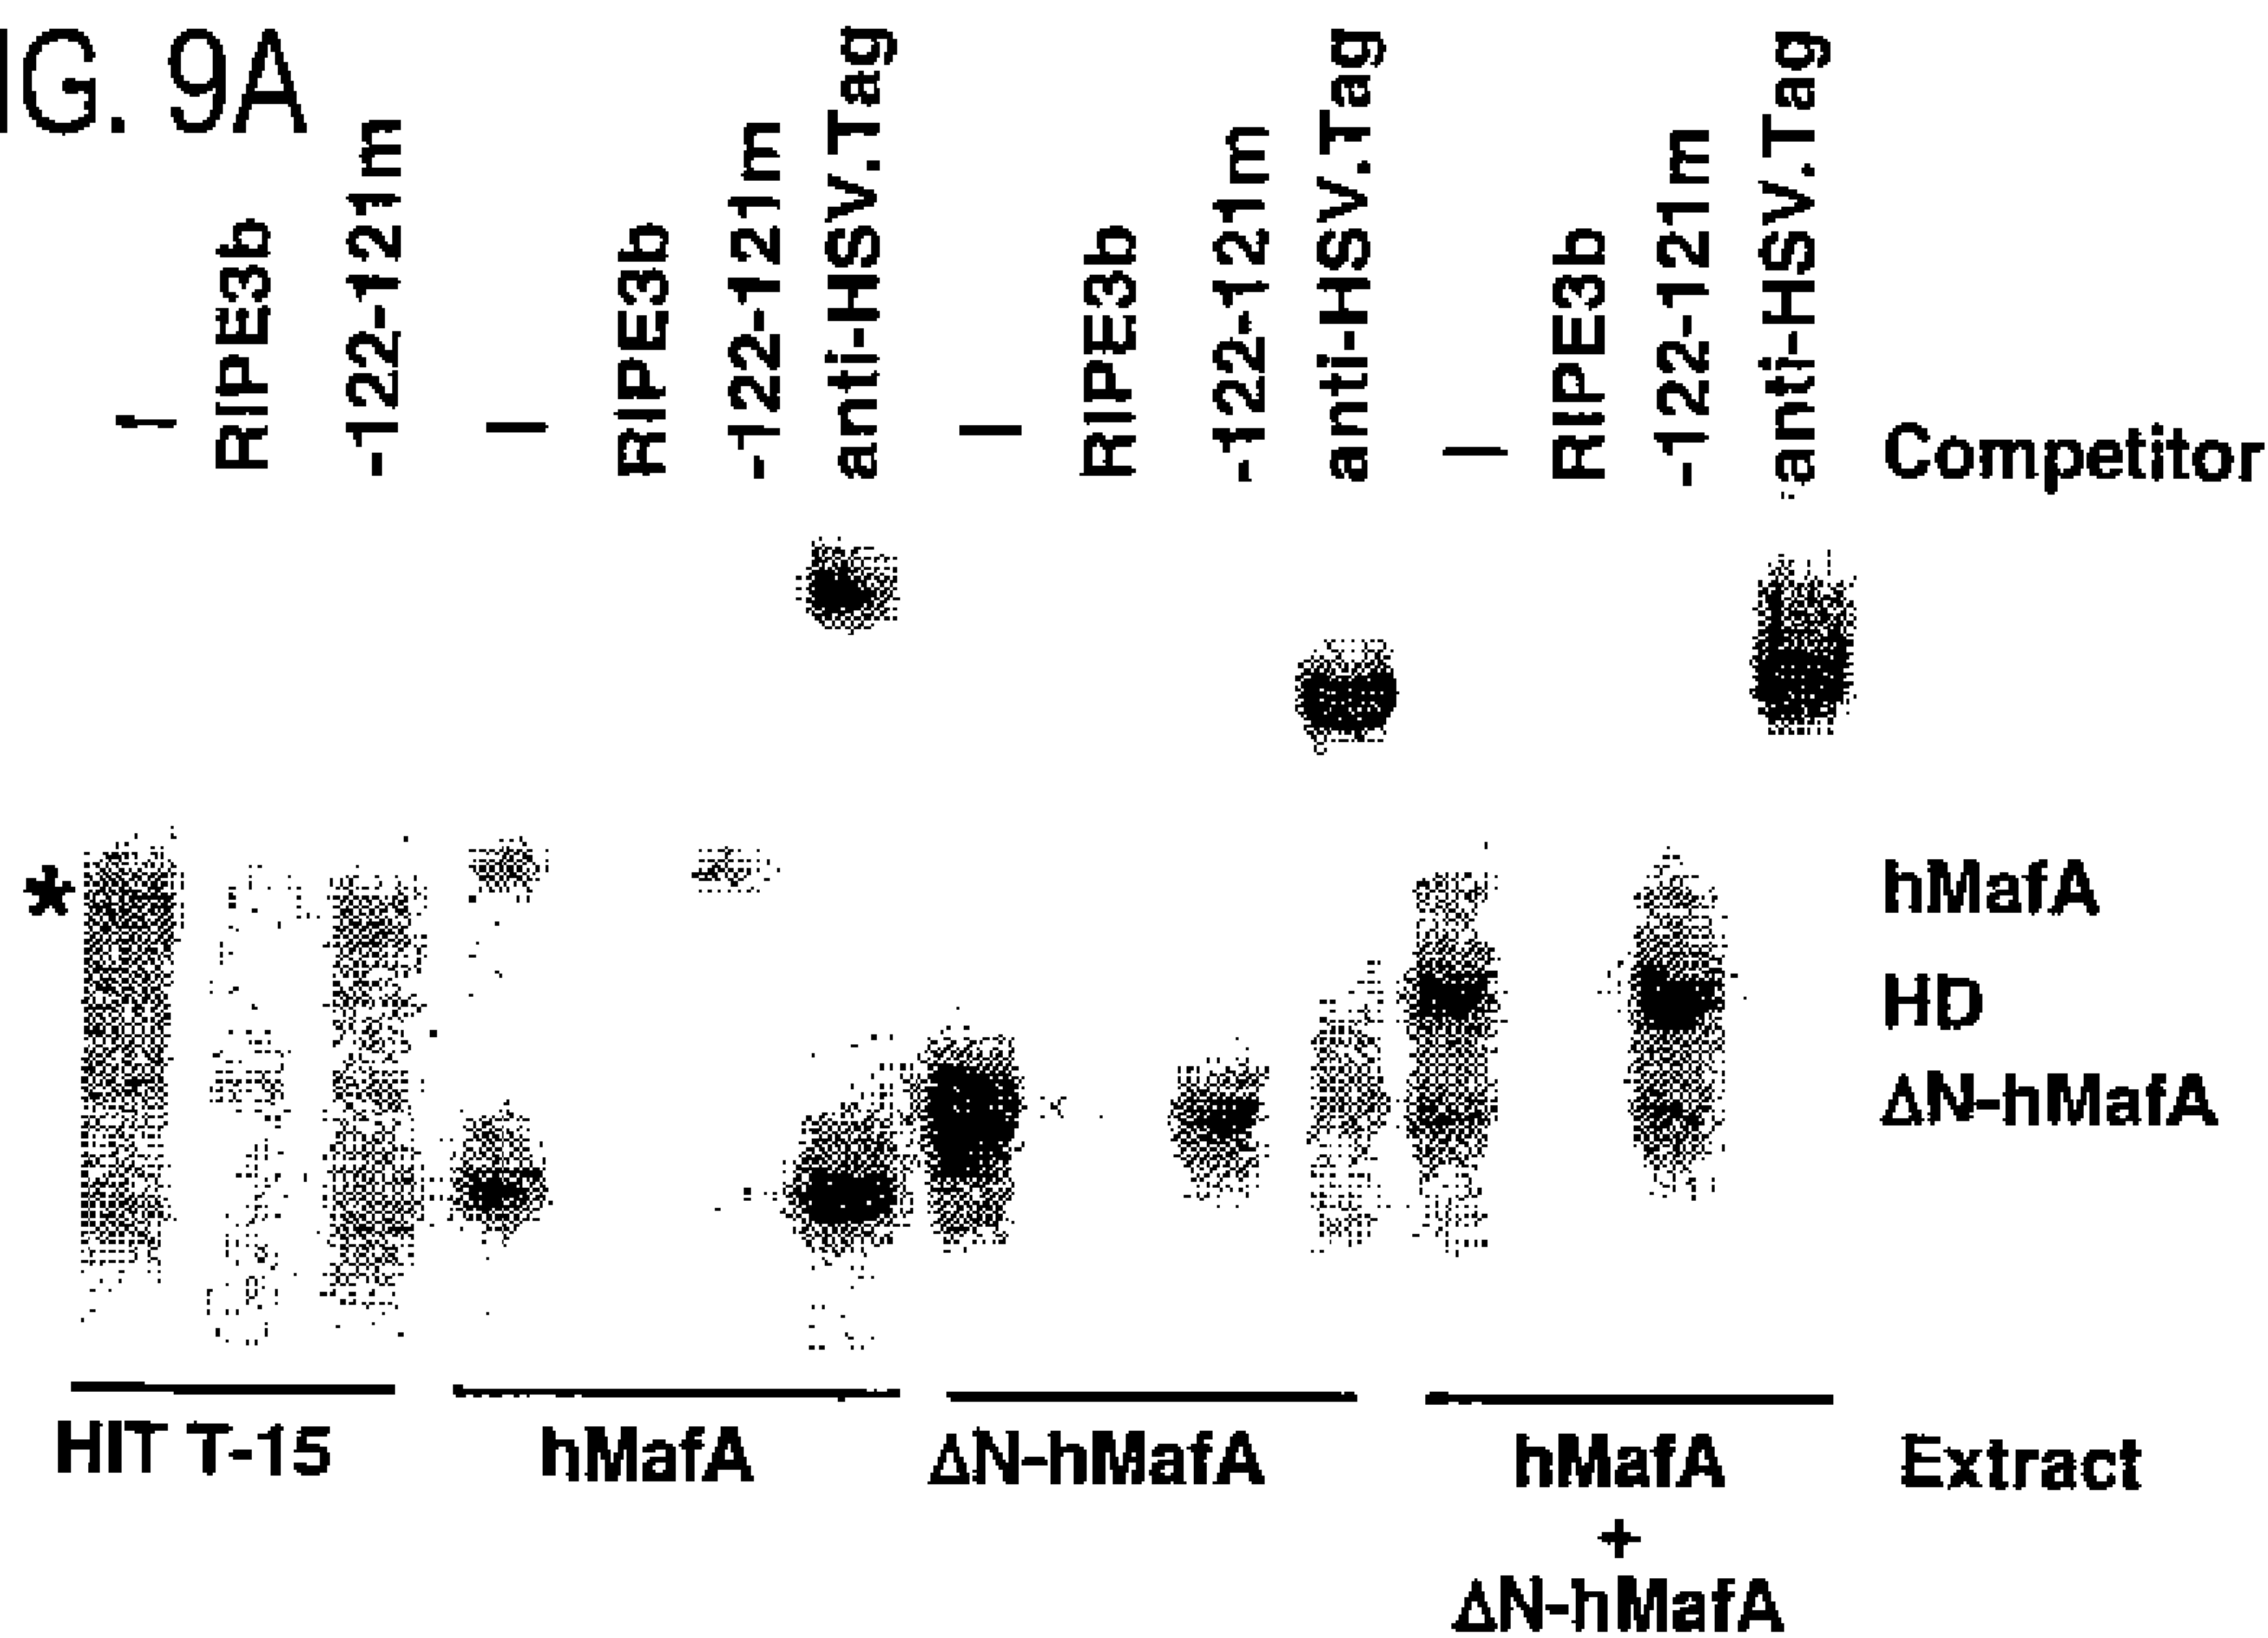 IG. 9A
–
RIPE3b
-122-121m
–
RIPE3b
-122-121m
anti-HSV.Tag
–
RIPE3b
-122-121m
anti-HSV.Tag
–
RIPE3b
-122-121m
anti-HSV.Tag
Competitor
*
hMafA
HD
ΔN-hMafA
HIT T-15
hMafA
ΔN-hMafA
hMafA
+
ΔN-hMafA
Extract